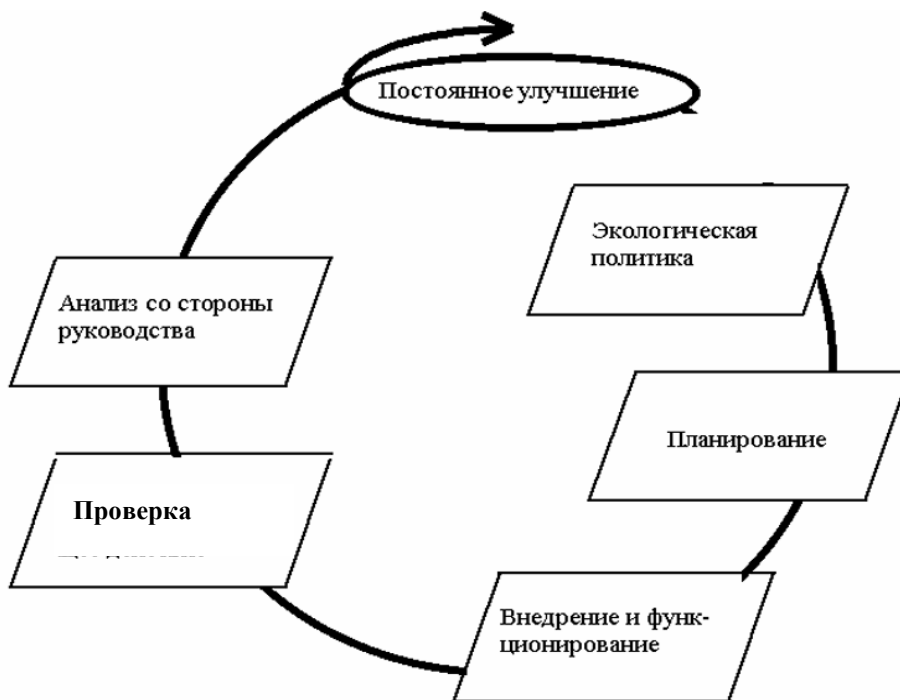 Постоянное улучшение
Экологическая
политика
Планирование
Внедрение и функ-
ционирование
Проверка
Анализ со стороны
руководства